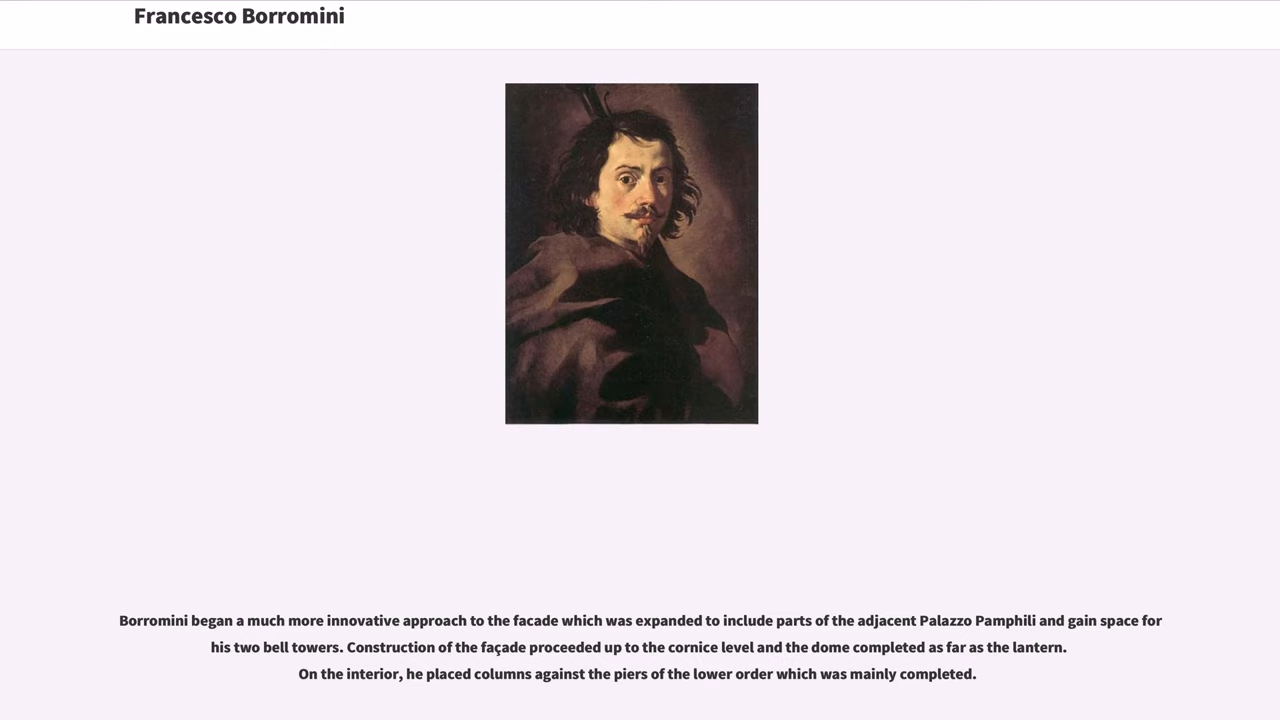 Francesco Borromini
Borromini began a much more innovative approach to the facade which was expanded to include parts of the adjacent Palazzo Pamphili and gain space for
his two bell towers. Construction of the façade proceeded up to the cornice level and the dome completed as far as the lantern.
On the interior, he placed columns against the piers of the lower order which was mainly completed.